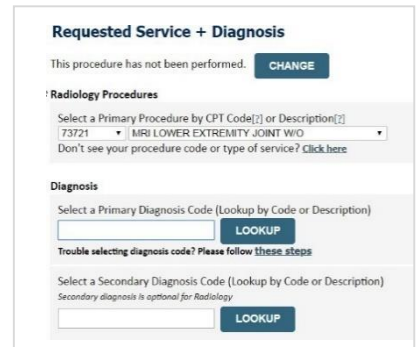 Requested Service + Diagnosis
This procedure has not been performed. CHANGE
Radiology Procedures
Select a Primary Procedure by CPT Code[?] or Description[?]
73721 MRI LOWER EXTREMITY JOINT W/O
Don't see your procedure code or type of service? Click here
Diagnosis
Select a Primary Diagnosis Code (Lookup by Code or Description)
LOOKUP
Trouble selecting diagnosis code? Please follow these steps
Select a Secondary Diagnosis Code (Lookup by Code or Description)
Secondary diagnosis is optional for Radiology
LOOKUP